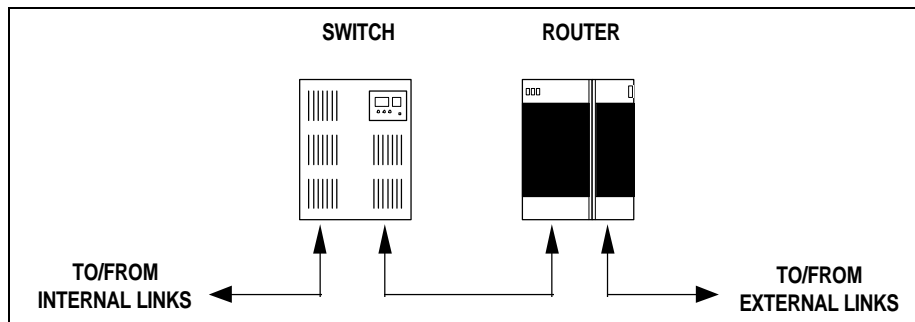 SWITCH
ROUTER
TO/FROM
INTERNAL LINKS
TO/FROM
EXTERNAL LINKS